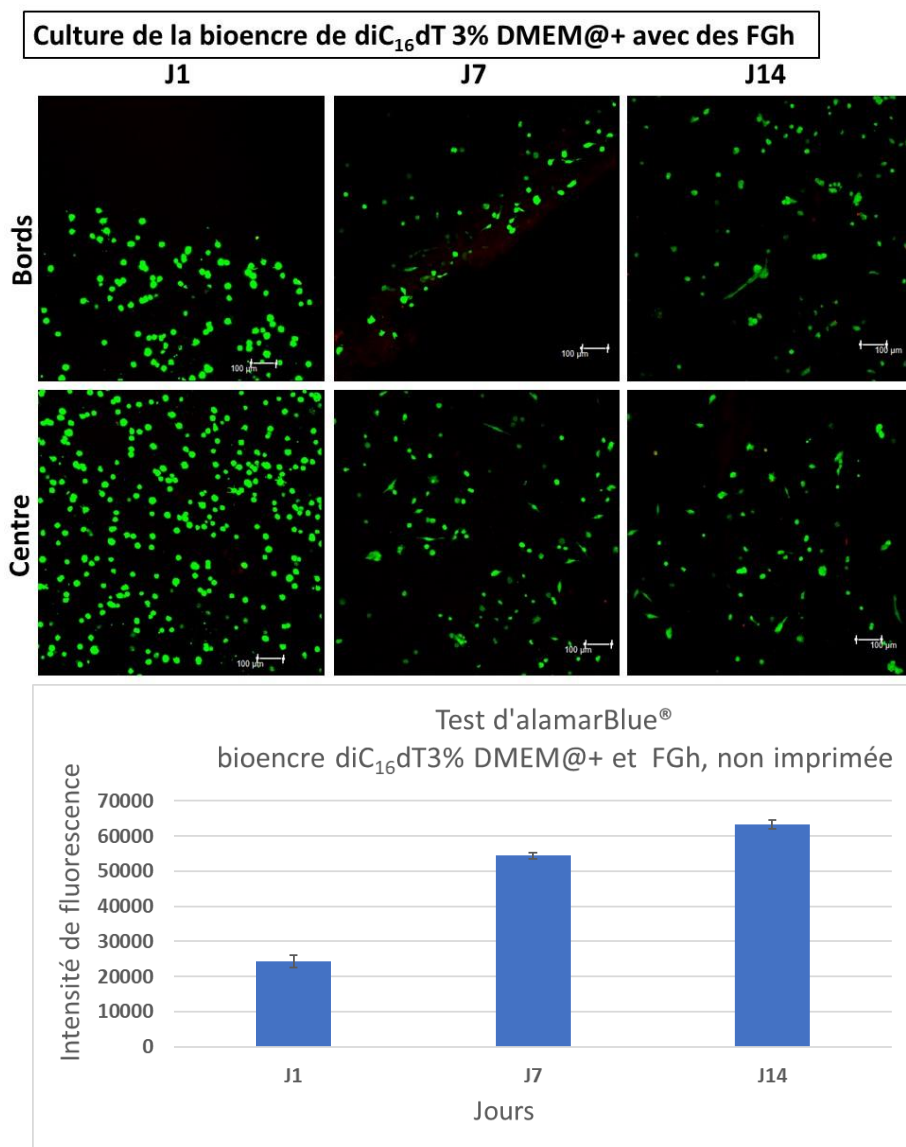 Culture de la bioencre de diC₁₆dT 3% DMEM@+ avec des FGh
J1 J7 J14
Bords
100 µm
100 µm
100 µm
Centre
100 µm
100 µm
100 µm
Test d'alamarBlue®
bioencre diC₁₆dT3% DMEM@+ et FGh, non imprimée
Intensité de fluorescence
70000
60000
50000
40000
30000
20000
10000
0
J1 J7 J14
Jours